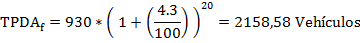 TPDA_f = 930 * ( 1 + (4.3/100) )^20 = 2158,58 Vehículos